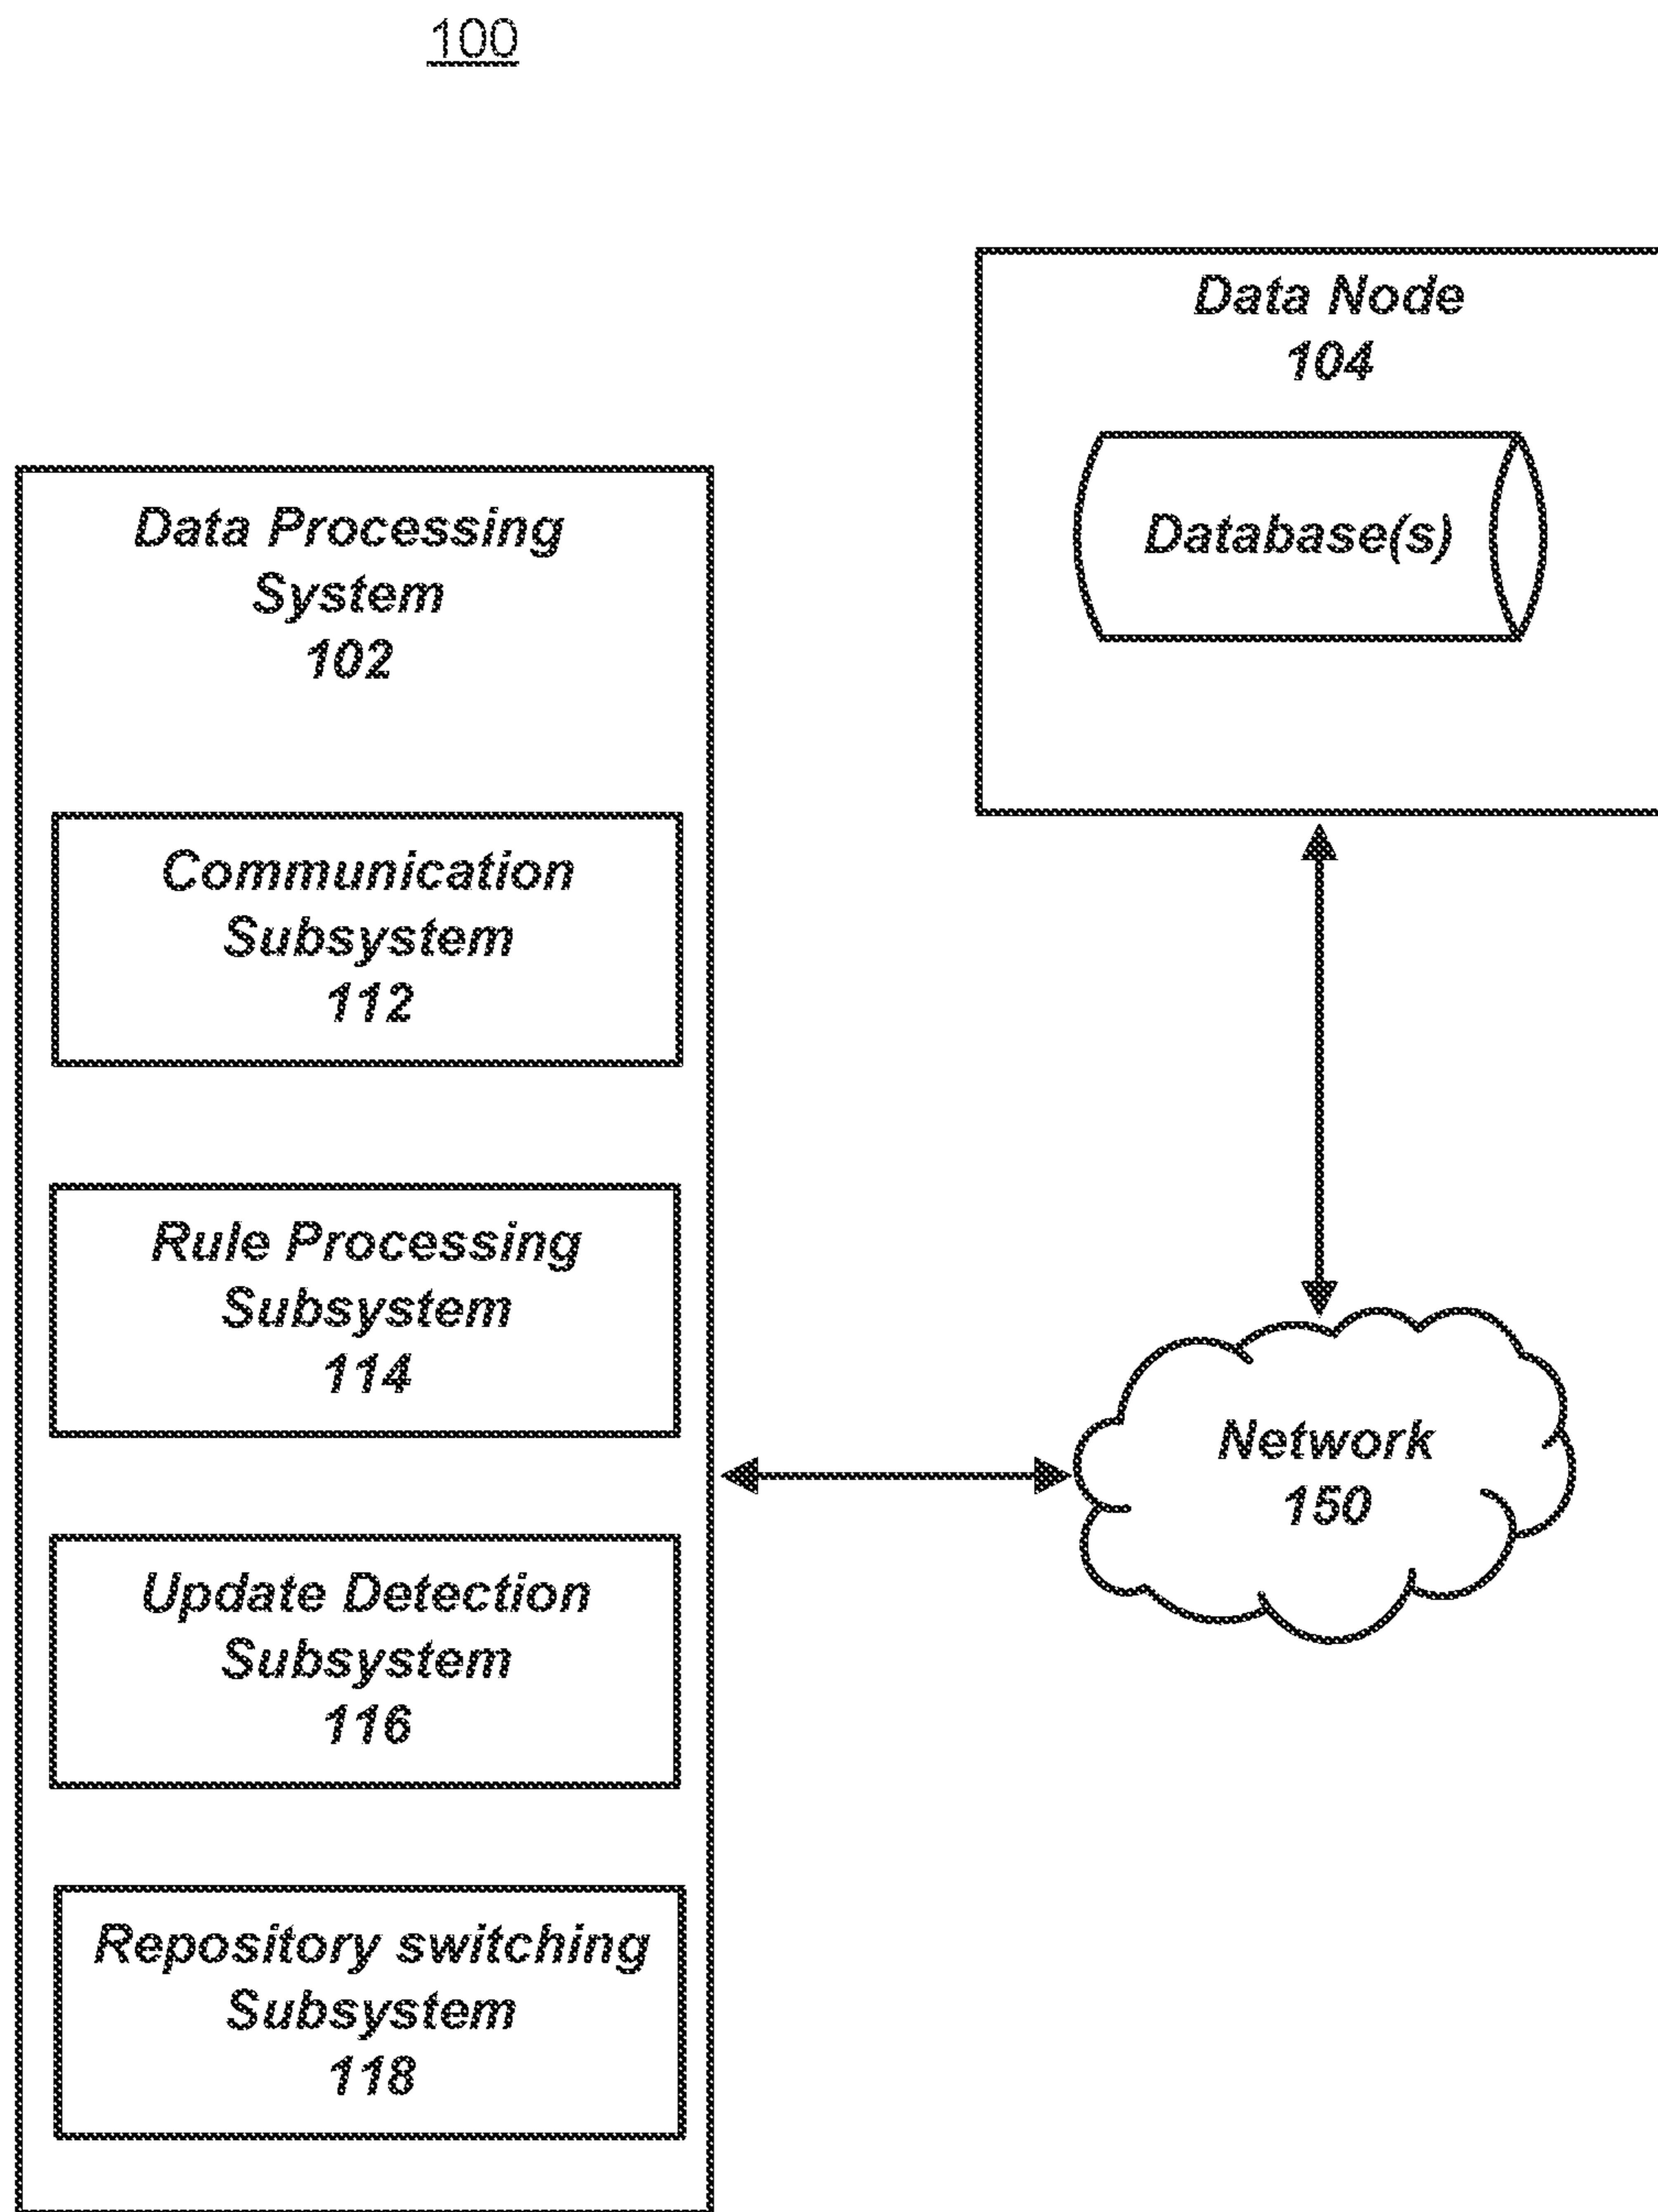 100
Data Node
104
Database(s)
Data Processing
System
102
Communication
Subsystem
112
Rule Processing
Subsystem
114
Update Detection
Subsystem
116
Repository switching
Subsystem
118
Network
150